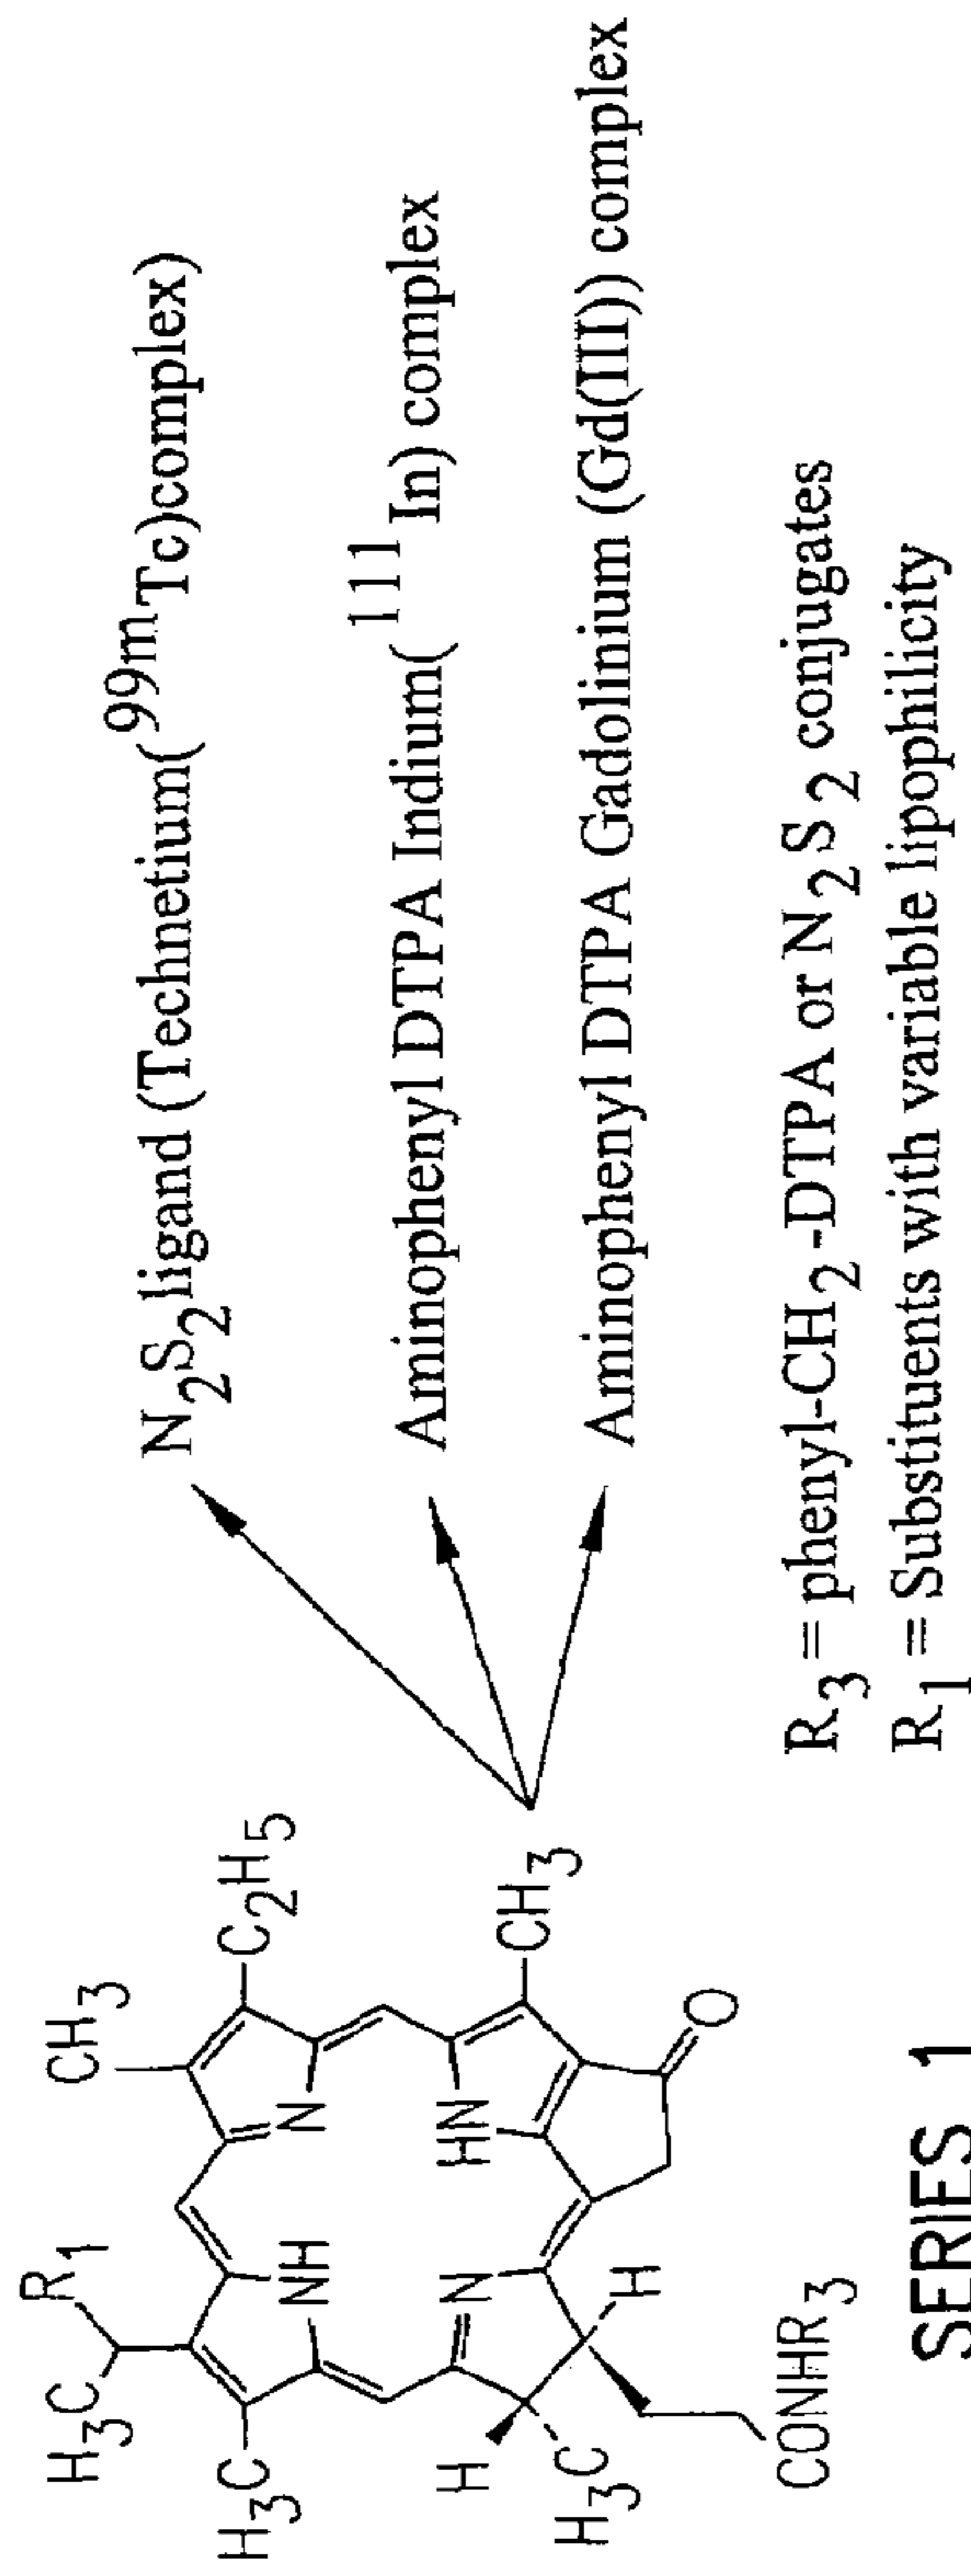 H3C R1 CH3
H3C C2H5
NH N
N HN
H CH3
H3C H
O
CONHR3
SERIES 1
N2S2 ligand (Technetium(99mTc)complex)
Aminophenyl DTPA Indium(111In) complex
Aminophenyl DTPA Gadolinium (Gd(III)) complex
R3 = phenyl-CH2-DTPA or N2S2 conjugates
R1 = Substituents with variable lipophilicity